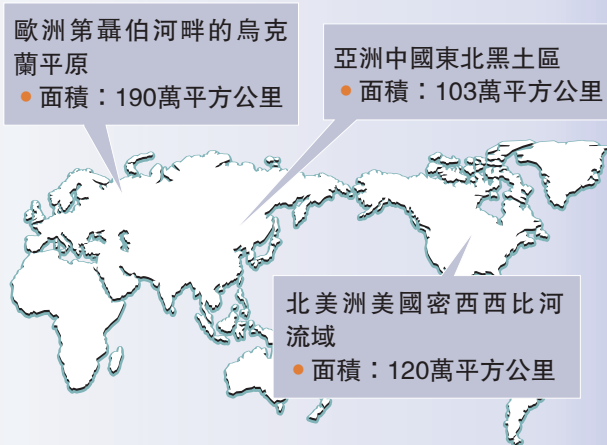 歐洲第聶伯河畔的烏克
蘭平原
• 面積：190萬平方公里
亞洲中國東北黑土區
• 面積：103萬平方公里
北美洲美國密西西比河
流域
• 面積：120萬平方公里